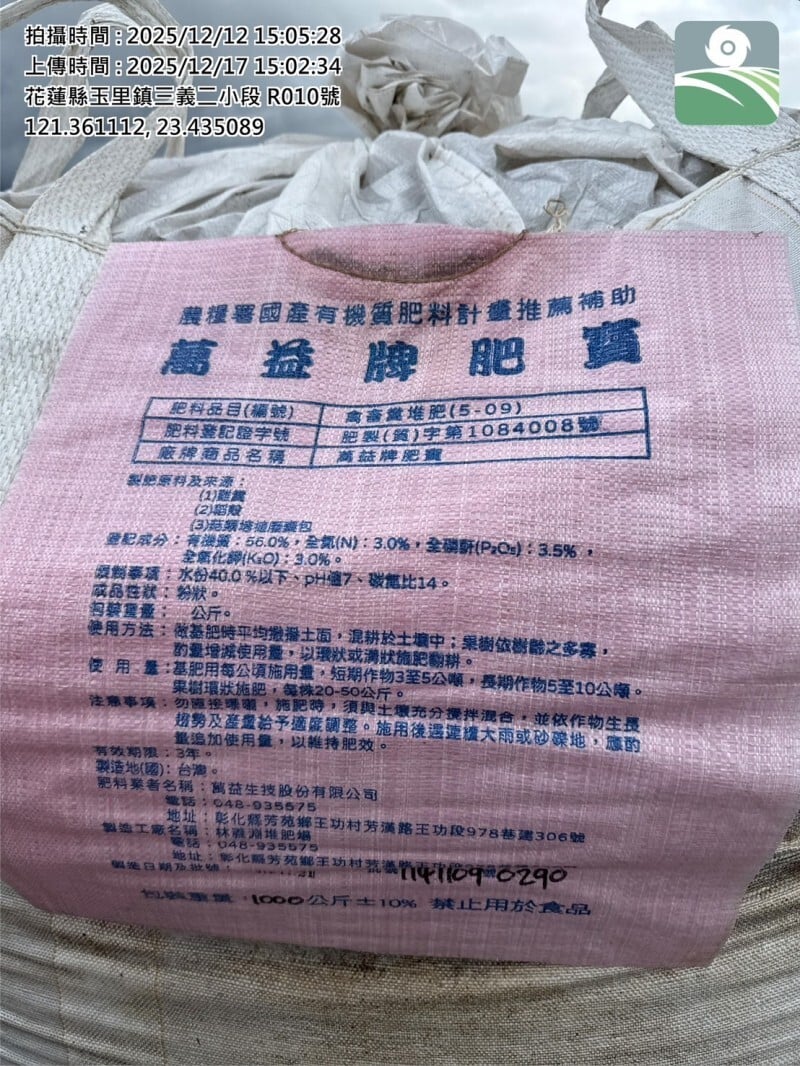 拍攝時間 : 2025/12/12 15:05:28
上傳時間 : 2025/12/17 15:02:34
花蓮縣玉里鎮三義二小段 R010號
121.361112, 23.435089
農糧署國產有機質肥料計畫推薦補助
萬益牌肥寶
肥料品目(編號) 禽畜糞堆肥(5-09)
肥料登記證字號 肥製(質)字第1084008號
廠牌商品名稱 萬益牌肥寶
製肥原料及來源：
(1)雞糞
(2)稻殼
(3)菇類培植廢棄包
登記成分：有機質：56.0%，全氮(N)：3.0%，全磷酐(P₂O₅)：3.5%，
全氧化鉀(K₂O)：3.0%。
限制事項：水份40.0％以下、pH值7、碳氮比14。
成品性狀：粉狀。
包裝重量： 公斤。
使用方法：做基肥時平均撒播土面，混耕於土壤中；果樹依樹齡之多寡，
酌量增減使用量，以環狀或溝狀施肥翻耕。
使用量：基肥用每公頃施用量，短期作物3至5公噸，長期作物5至10公噸。
果樹環狀施肥，每株20-50公斤。
注意事項：勿直接曝曬，施肥時，須與土壤充分攪拌混合，並依作物生長
趨勢及產量給予適度調整。施用後遇連續大雨或砂礫地，應酌
量追加使用量，以維持肥效。
有效期限：3年。
製造地(國)：台灣。
肥料業者名稱：萬益生技股份有限公司
電話：048-935575
地址：彰化縣芳苑鄉王功村芳漢路王功段978巷建306號
製造工廠名稱：林義淵堆肥場
電話：048-935575
地址：彰化縣芳苑鄉王功村芳漢路王功段
製造日期及批號： 1141109-0290
包裝重量：1000公斤±10% 禁止用於食品